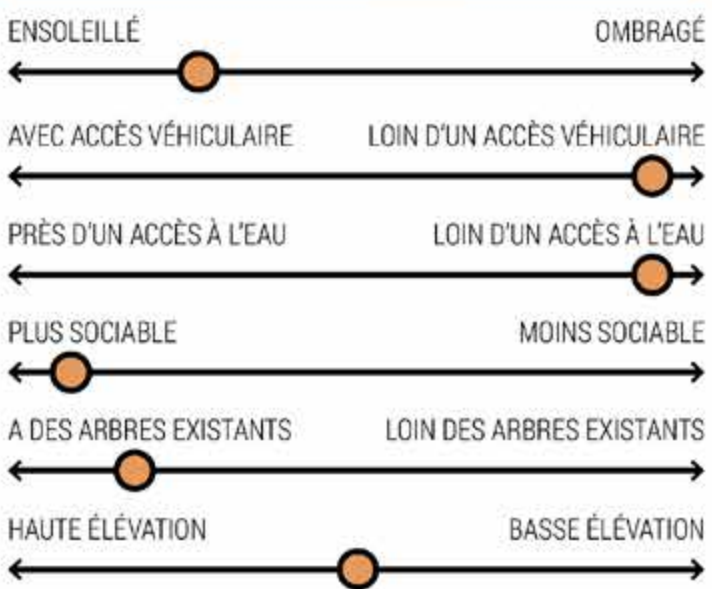 ENSOLEILLÉ OMBRAGÉ
AVEC ACCÈS VÉHICULAIRE LOIN D'UN ACCÈS VÉHICULAIRE
PRÈS D'UN ACCÈS À L'EAU LOIN D'UN ACCÈS À L'EAU
PLUS SOCIABLE MOINS SOCIABLE
A DES ARBRES EXISTANTS LOIN DES ARBRES EXISTANTS
HAUTE ÉLÉVATION BASSE ÉLÉVATION